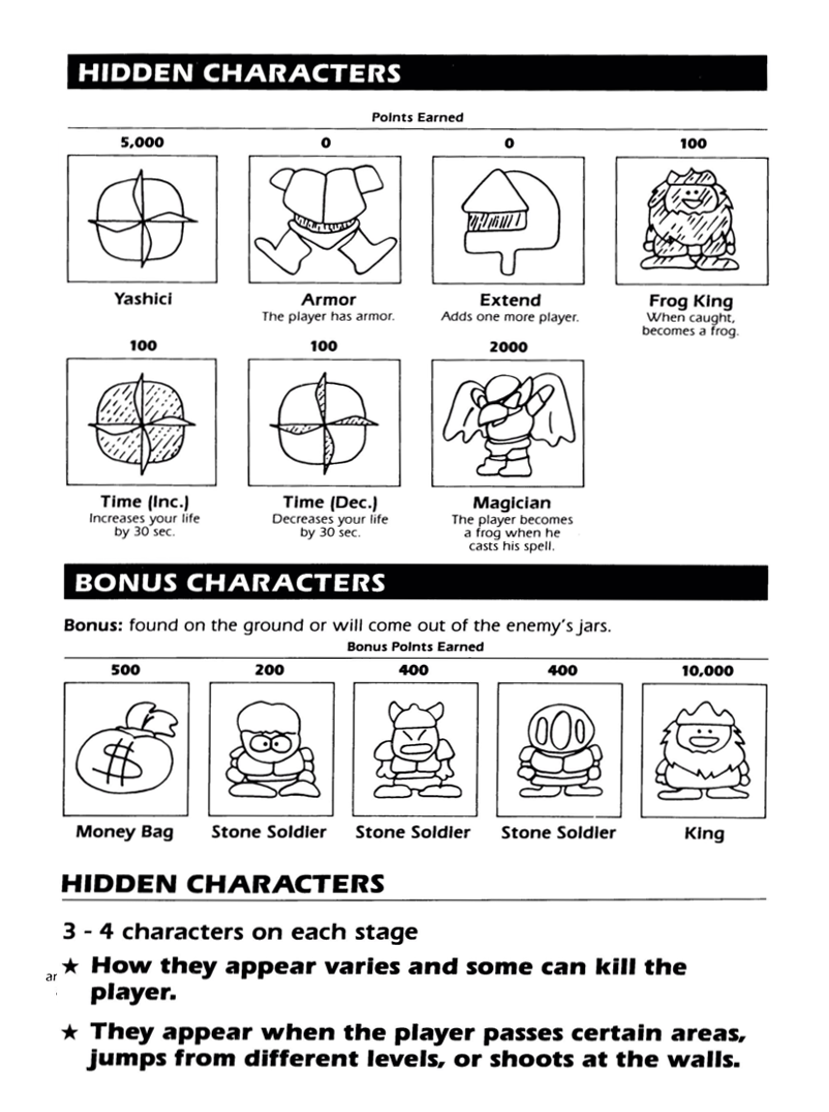 HIDDEN CHARACTERS
Points Earned
5,000 0 0 100
Yashici Armor Extend Frog King
The player has armor. Adds one more player. When caught,
becomes a frog.
100 100 2000
Time (Inc.) Time (Dec.) Magician
Increases your life Decreases your life The player becomes
by 30 sec. by 30 sec. a frog when he
casts his spell.
BONUS CHARACTERS
Bonus: found on the ground or will come out of the enemy's jars.
Bonus Points Earned
500 200 400 400 10,000
$
Money Bag Stone Soldier Stone Soldier Stone Soldier King
HIDDEN CHARACTERS
3 - 4 characters on each stage
★ How they appear varies and some can kill the
ar
player.
★ They appear when the player passes certain areas,
jumps from different levels, or shoots at the walls.